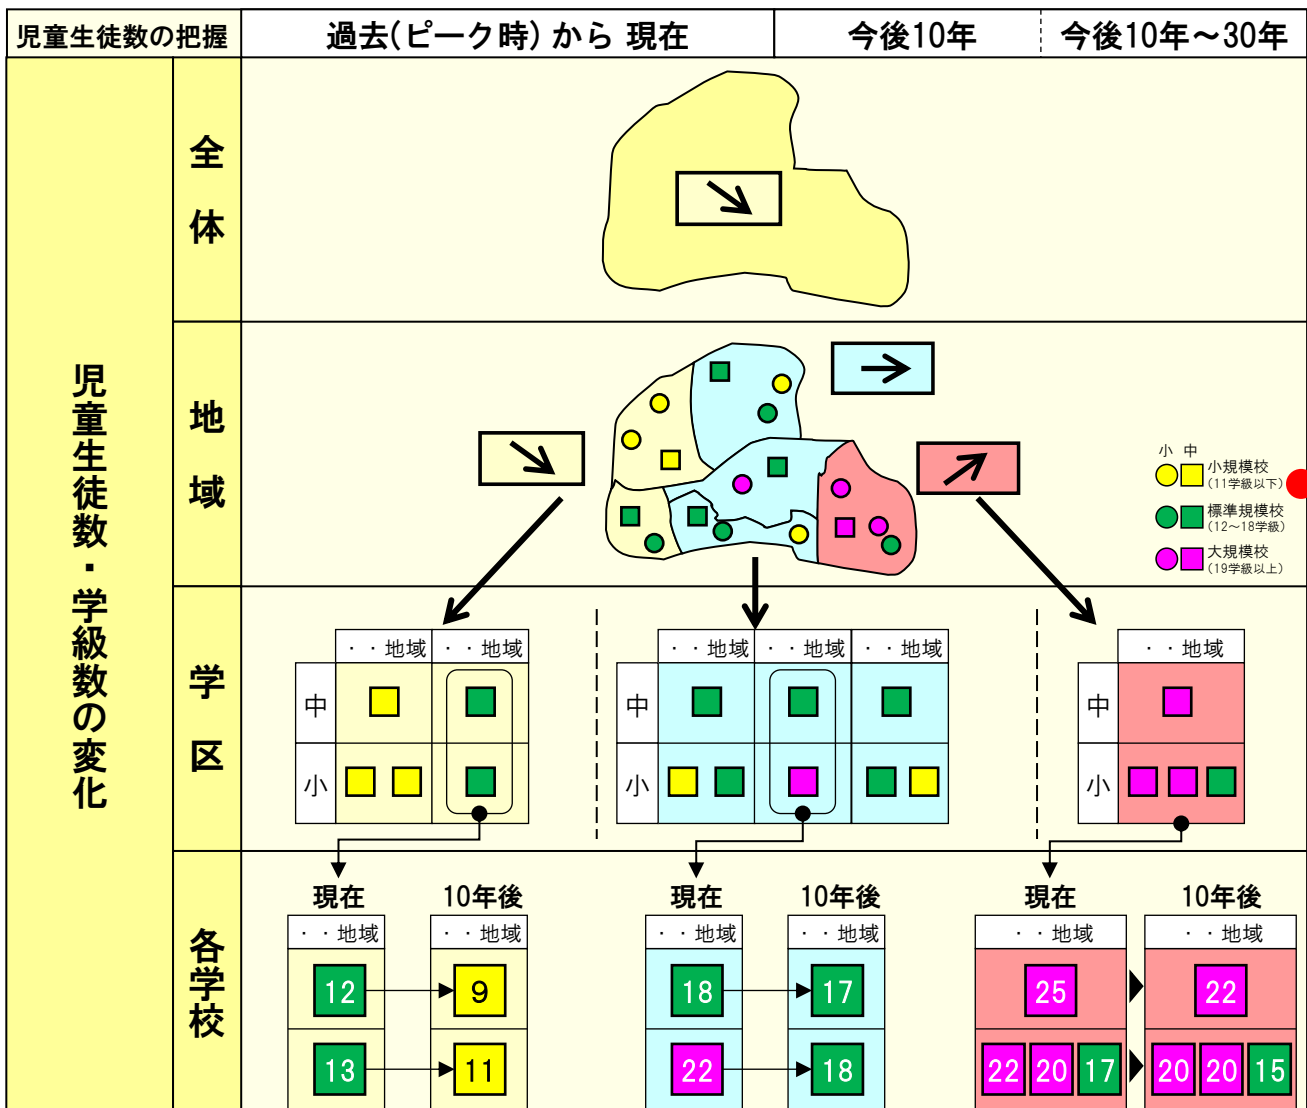 児童生徒数の把握
過去(ピーク時) から 現在
今後10年
今後10年～30年
児童生徒数・学級数の変化
全体
地域
小 中
小規模校
(11学級以下)
標準規模校
(12～18学級)
大規模校
(19学級以上)
学区
・・地域 ・・地域
中
小
・・地域 ・・地域 ・・地域
中
小
・・地域
中
小
各学校
現在 10年後
・・地域 ・・地域
12 9
13 11
現在 10年後
・・地域 ・・地域
18 17
22 18
現在 10年後
・・地域 ・・地域
25 22
22 20 17 20 20 15